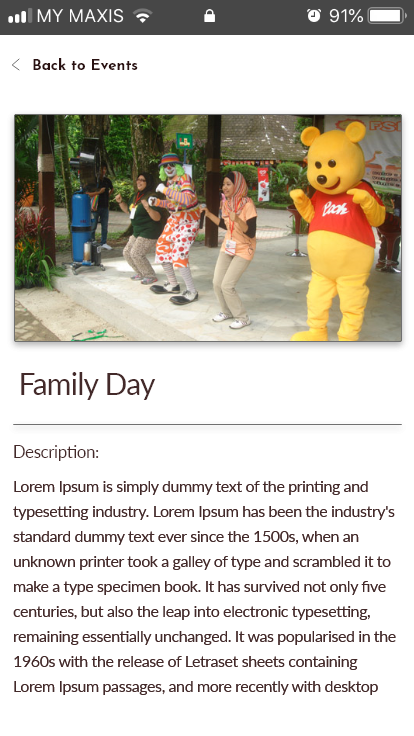 MY MAXIS 91%
Back to Events
Pooh
Family Day
Description:
Lorem Ipsum is simply dummy text of the printing and
typesetting industry. Lorem Ipsum has been the industry's
standard dummy text ever since the 1500s, when an
unknown printer took a galley of type and scrambled it to
make a type specimen book. It has survived not only five
centuries, but also the leap into electronic typesetting,
remaining essentially unchanged. It was popularised in the
1960s with the release of Letraset sheets containing
Lorem Ipsum passages, and more recently with desktop